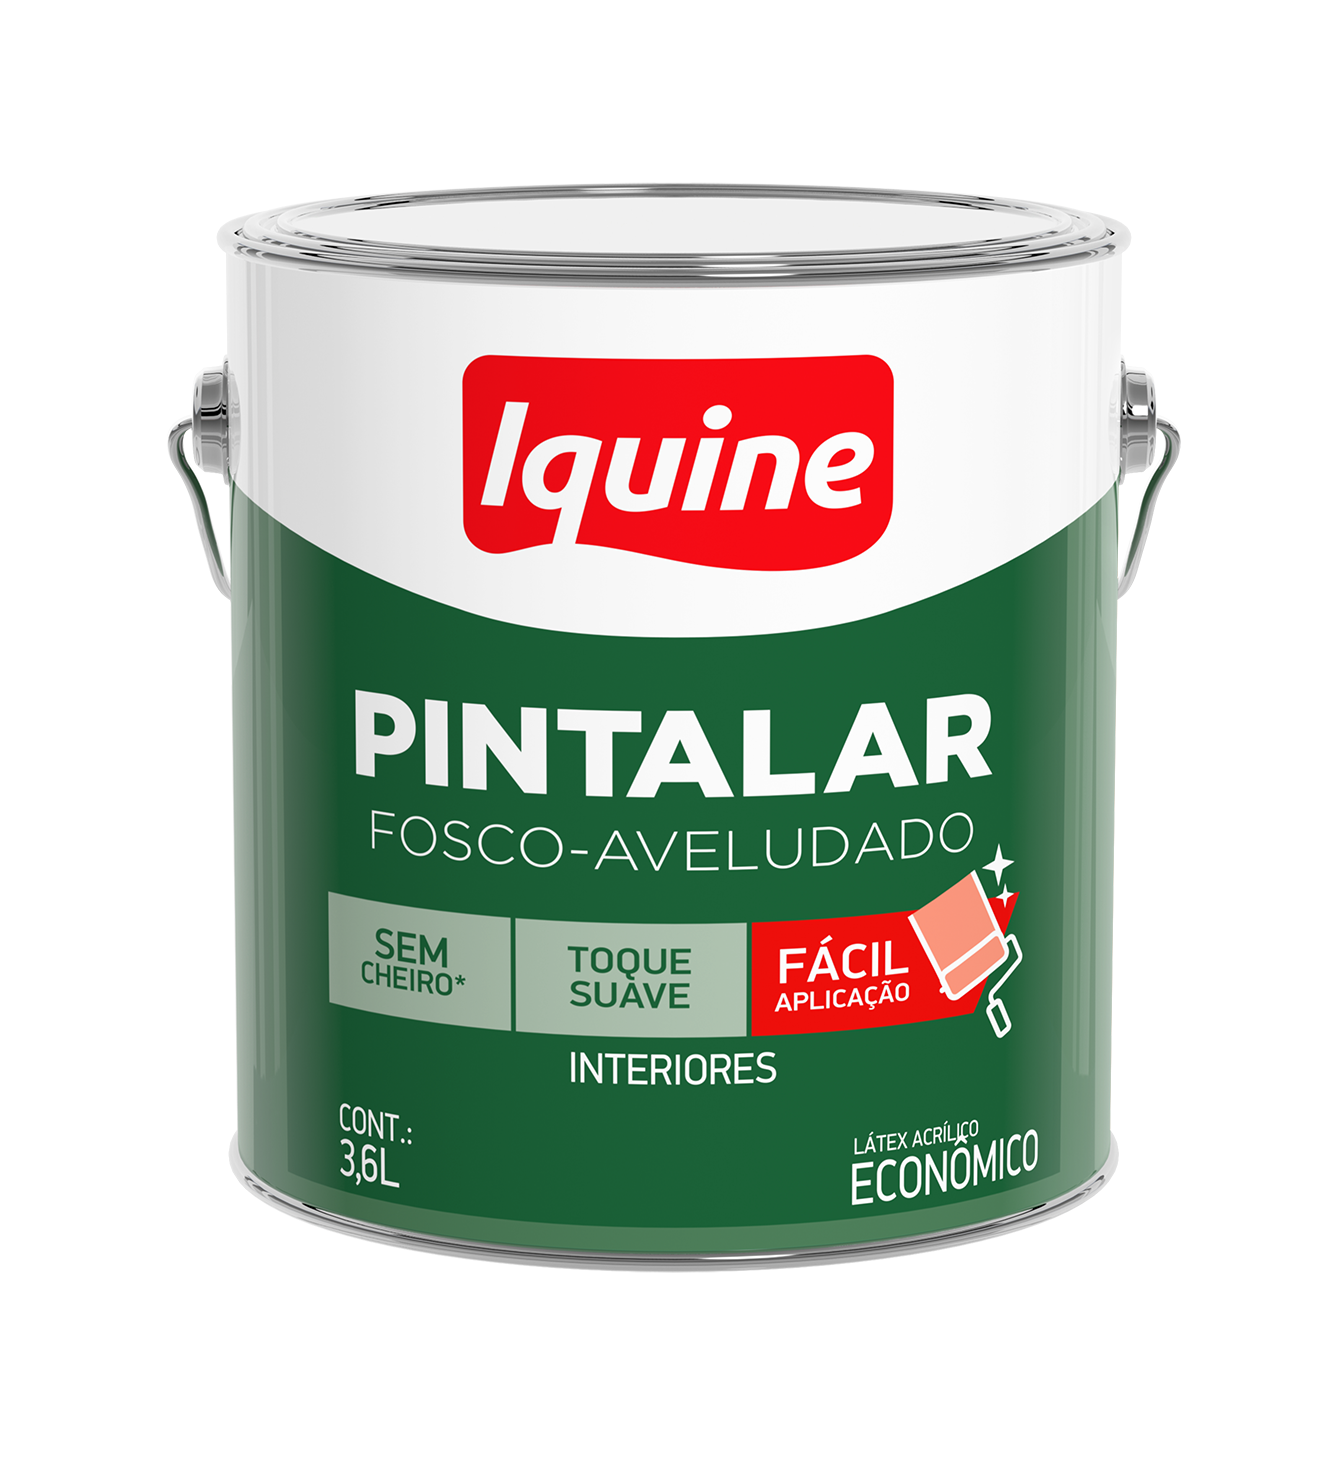 Iquine
PINTALAR
FOSCO-AVELUDADO
SEM
CHEIRO*
TOQUE
SUAVE
FÁCIL
APLICAÇÃO
INTERIORES
CONT.:
3,6L
LÁTEX ACRÍLICO
ECONÔMICO